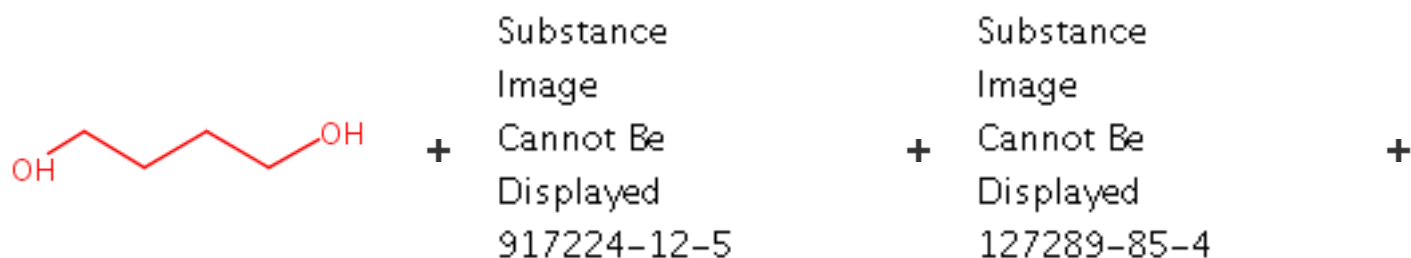 OH
OH
+
Substance
Image
Cannot Be
Displayed
917224-12-5
+
Substance
Image
Cannot Be
Displayed
127289-85-4
+